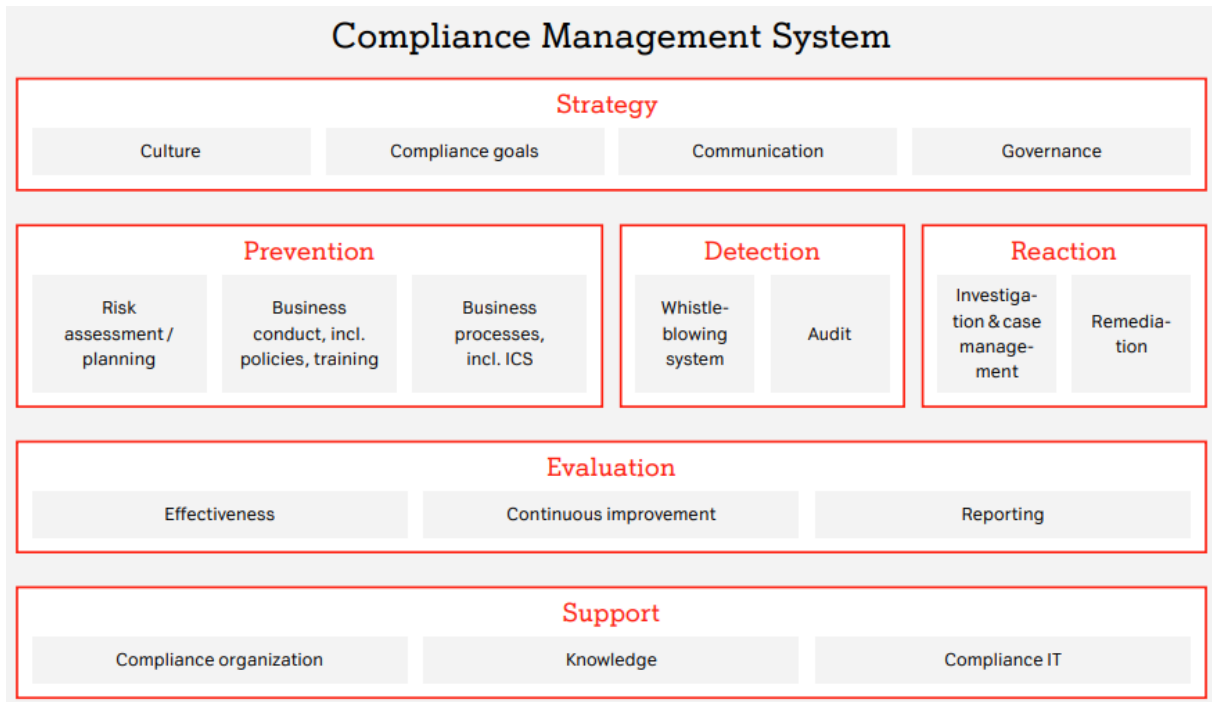 Compliance Management System
Strategy
Culture
Compliance goals
Communication
Governance
Prevention
Risk
assessment /
planning
Business
conduct, incl.
policies, training
Business
processes,
incl. ICS
Detection
Whistle-
blowing
system
Audit
Reaction
Investiga-
tion & case
manage-
ment
Remedia-
tion
Evaluation
Effectiveness
Continuous improvement
Reporting
Support
Compliance organization
Knowledge
Compliance IT